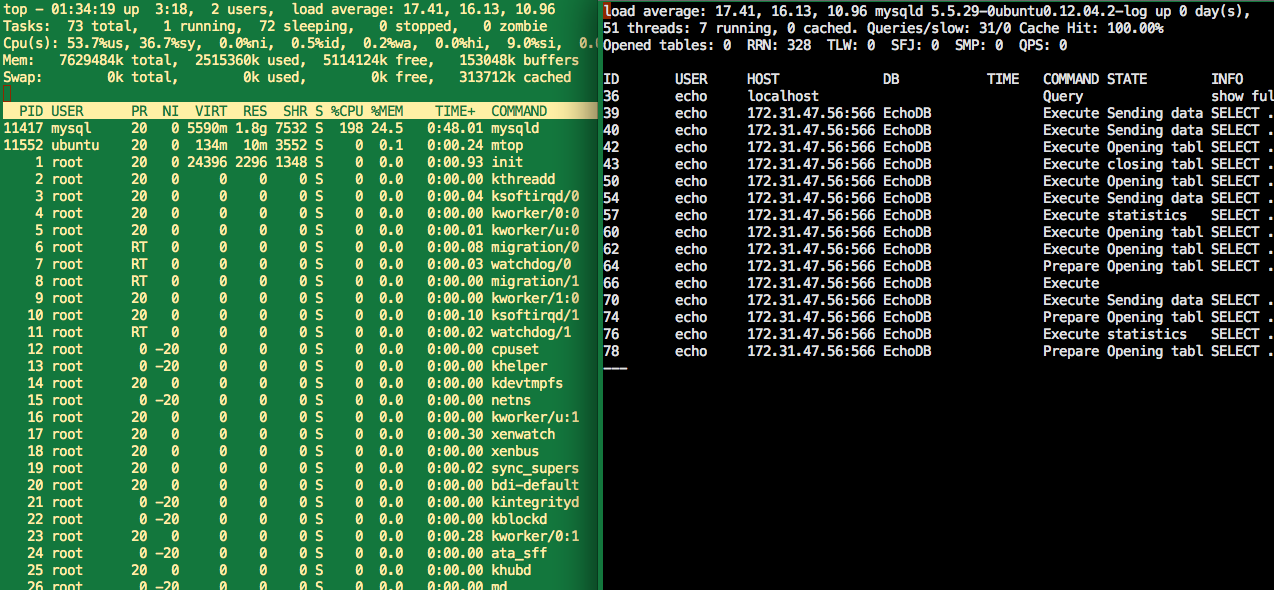 top - 01:34:19 up  3:18,  2 users,  load average: 17.41, 16.13, 10.96
Tasks:  73 total,   1 running,  72 sleeping,   0 stopped,   0 zombie
Cpu(s): 53.7%us, 36.7%sy,  0.0%ni,  0.5%id,  0.2%wa,  0.0%hi,  9.0%si,  0.
Mem:   7629484k total,  2515360k used,  5114124k free,   153048k buffers
Swap:        0k total,        0k used,        0k free,   313712k cached
PID USER      PR  NI  VIRT  RES  SHR S %CPU %MEM    TIME+  COMMAND
11417 mysql     20   0 5590m 1.8g 7532 S  198 24.5   0:48.01 mysqld
11552 ubuntu    20   0  134m  10m 3552 S    0  0.1   0:00.24 mtop
1 root      20   0 24396 2296 1348 S    0  0.0   0:00.93 init
2 root      20   0     0    0    0 S    0  0.0   0:00.00 kthreadd
3 root      20   0     0    0    0 S    0  0.0   0:00.04 ksoftirqd/0
4 root      20   0     0    0    0 S    0  0.0   0:00.00 kworker/0:0
5 root      20   0     0    0    0 S    0  0.0   0:00.01 kworker/u:0
6 root      RT   0     0    0    0 S    0  0.0   0:00.08 migration/0
7 root      RT   0     0    0    0 S    0  0.0   0:00.03 watchdog/0
8 root      RT   0     0    0    0 S    0  0.0   0:00.00 migration/1
9 root      20   0     0    0    0 S    0  0.0   0:00.00 kworker/1:0
10 root      20   0     0    0    0 S    0  0.0   0:00.10 ksoftirqd/1
11 root      RT   0     0    0    0 S    0  0.0   0:00.02 watchdog/1
12 root       0 -20     0    0    0 S    0  0.0   0:00.00 cpuset
13 root       0 -20     0    0    0 S    0  0.0   0:00.00 khelper
14 root      20   0     0    0    0 S    0  0.0   0:00.00 kdevtmpfs
15 root       0 -20     0    0    0 S    0  0.0   0:00.00 netns
16 root      20   0     0    0    0 S    0  0.0   0:00.00 kworker/u:1
17 root      20   0     0    0    0 S    0  0.0   0:00.30 xenwatch
18 root      20   0     0    0    0 S    0  0.0   0:00.00 xenbus
19 root      20   0     0    0    0 S    0  0.0   0:00.02 sync_supers
20 root      20   0     0    0    0 S    0  0.0   0:00.00 bdi-default
21 root       0 -20     0    0    0 S    0  0.0   0:00.00 kintegrityd
22 root       0 -20     0    0    0 S    0  0.0   0:00.00 kblockd
23 root      20   0     0    0    0 S    0  0.0   0:00.28 kworker/0:1
24 root       0 -20     0    0    0 S    0  0.0   0:00.00 ata_sff
25 root      20   0     0    0    0 S    0  0.0   0:00.00 khubd
26 root       0 -20     0    0    0 S    0  0.0   0:00.00 md
load average: 17.41, 16.13, 10.96 mysqld 5.5.29-0ubuntu0.12.04.2-log up 0 day(s),
51 threads: 7 running, 0 cached. Queries/slow: 31/0 Cache Hit: 100.00%
Opened tables: 0  RRN: 328  TLW: 0  SFJ: 0  SMP: 0  QPS: 0
ID       USER     HOST             DB           TIME   COMMAND STATE        INFO
36       echo     localhost                            Query                show ful
39       echo     172.31.47.56:566 EchoDB              Execute Sending data SELECT .
40       echo     172.31.47.56:566 EchoDB              Execute Sending data SELECT .
42       echo     172.31.47.56:566 EchoDB              Execute Opening tabl SELECT .
43       echo     172.31.47.56:566 EchoDB              Execute closing tabl SELECT .
50       echo     172.31.47.56:566 EchoDB              Execute Opening tabl SELECT .
54       echo     172.31.47.56:566 EchoDB              Execute Sending data SELECT .
57       echo     172.31.47.56:566 EchoDB              Execute statistics   SELECT .
60       echo     172.31.47.56:566 EchoDB              Execute Opening tabl SELECT .
62       echo     172.31.47.56:566 EchoDB              Execute Opening tabl SELECT .
64       echo     172.31.47.56:566 EchoDB              Prepare Opening tabl SELECT .
66       echo     172.31.47.56:566 EchoDB              Execute
70       echo     172.31.47.56:566 EchoDB              Execute Sending data SELECT .
74       echo     172.31.47.56:566 EchoDB              Prepare Opening tabl SELECT .
76       echo     172.31.47.56:566 EchoDB              Execute statistics   SELECT .
78       echo     172.31.47.56:566 EchoDB              Prepare Opening tabl SELECT .
---